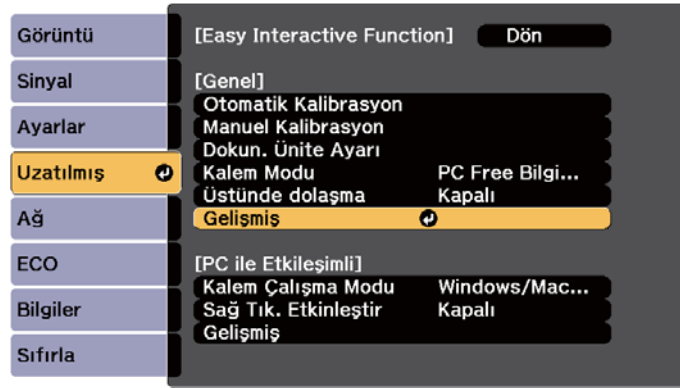 Görüntü
Sinyal
Ayarlar
Uzatılmış
Ağ
ECO
Bilgiler
Sıfırla
[Easy Interactive Function] Dön
[Genel]
Otomatik Kalibrasyon
Manuel Kalibrasyon
Dokun. Ünite Ayarı
Kalem Modu PC Free Bilgi...
Üstünde dolaşma Kapalı
Gelişmiş
[PC ile Etkileşimli]
Kalem Çalışma Modu Windows/Mac...
Sağ Tık. Etkinleştir Kapalı
Gelişmiş